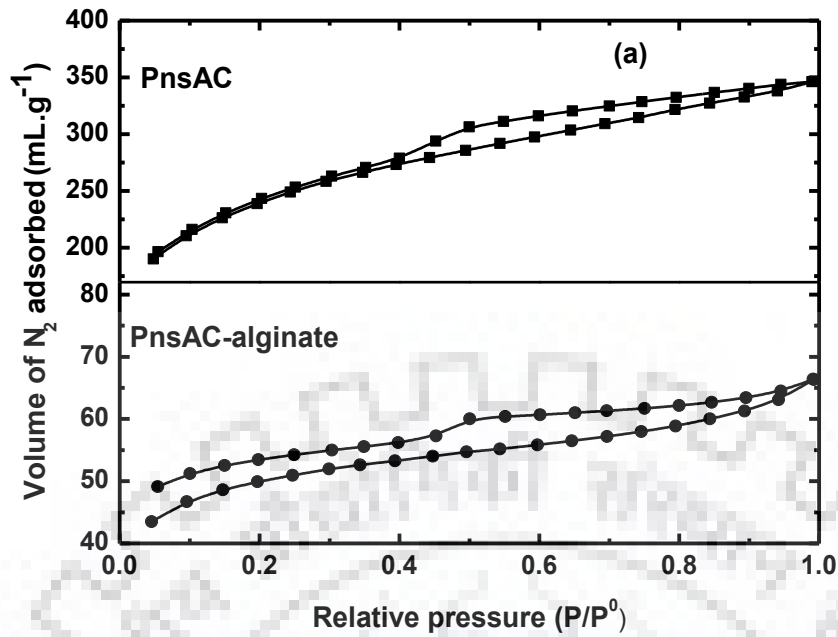 400
(a)
PnsAC
350
300
250
200
80
PnsAC-alginate
70
60
50
40
0.0 0.2 0.4 0.6 0.8 1.0
Relative pressure (P/P⁰)
Volume of N₂ adsorbed (mL.g⁻¹)